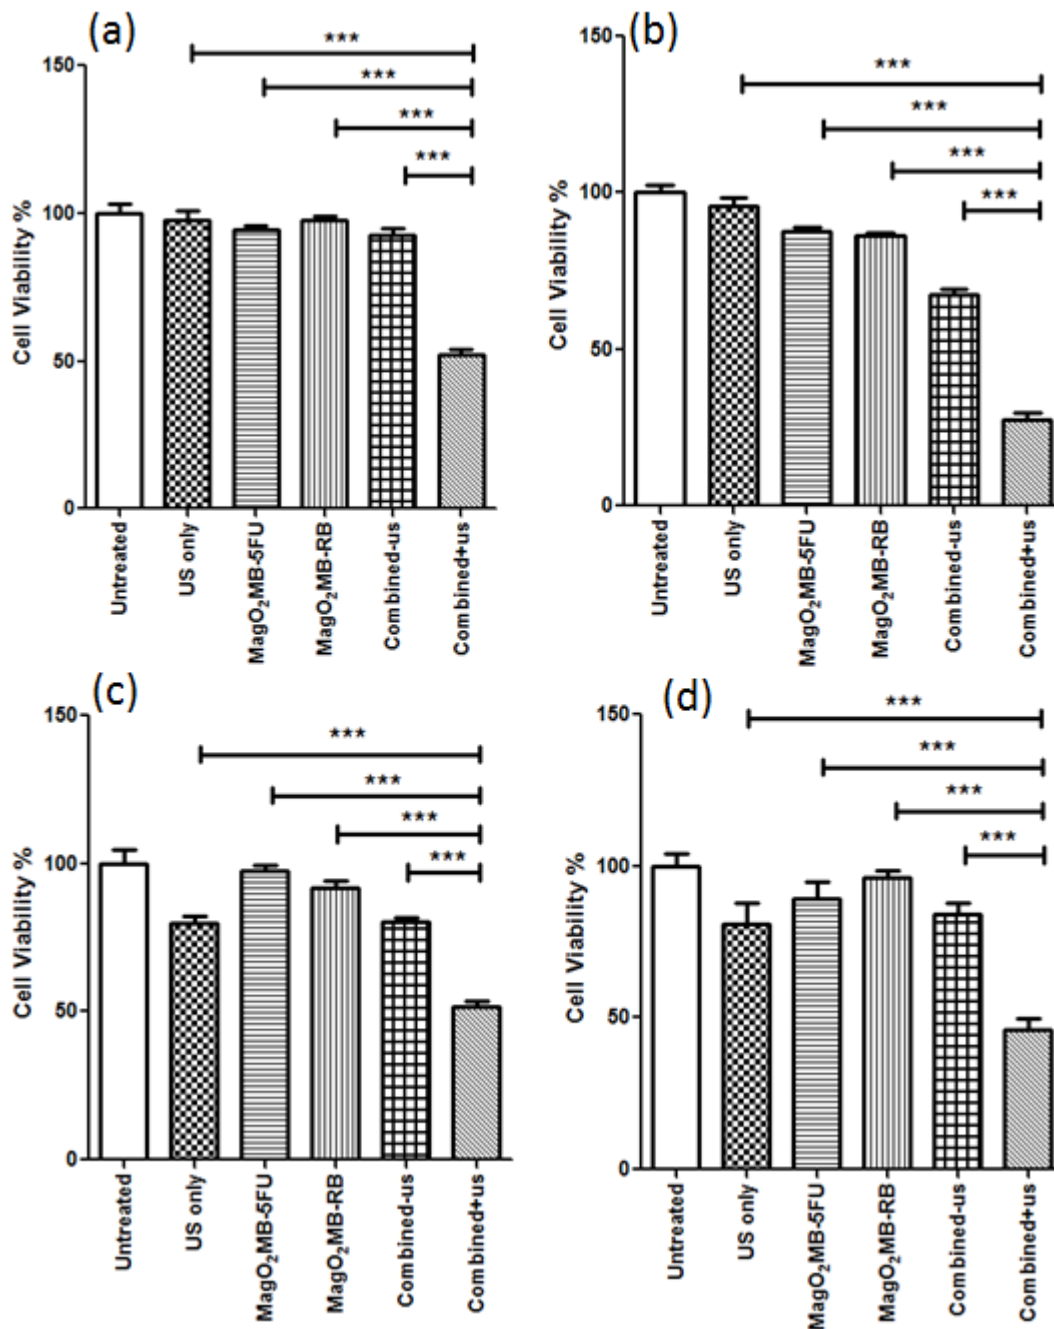 (a)
***
***
***
***
150
100
50
0
Cell Viability %
Untreated
US only
MagO₂MB-5FU
MagO₂MB-RB
Combined-us
Combined+us
(b)
***
***
***
***
150
100
50
0
Cell Viability %
Untreated
US only
MagO₂MB-5FU
MagO₂MB-RB
Combined-us
Combined+us
(c)
***
***
***
***
150
100
50
0
Cell Viability %
Untreated
US only
MagO₂MB-5FU
MagO₂MB-RB
Combined-us
Combined+us
(d)
***
***
***
***
150
100
50
0
Cell Viability %
Untreated
US only
MagO₂MB-5FU
MagO₂MB-RB
Combined-us
Combined+us